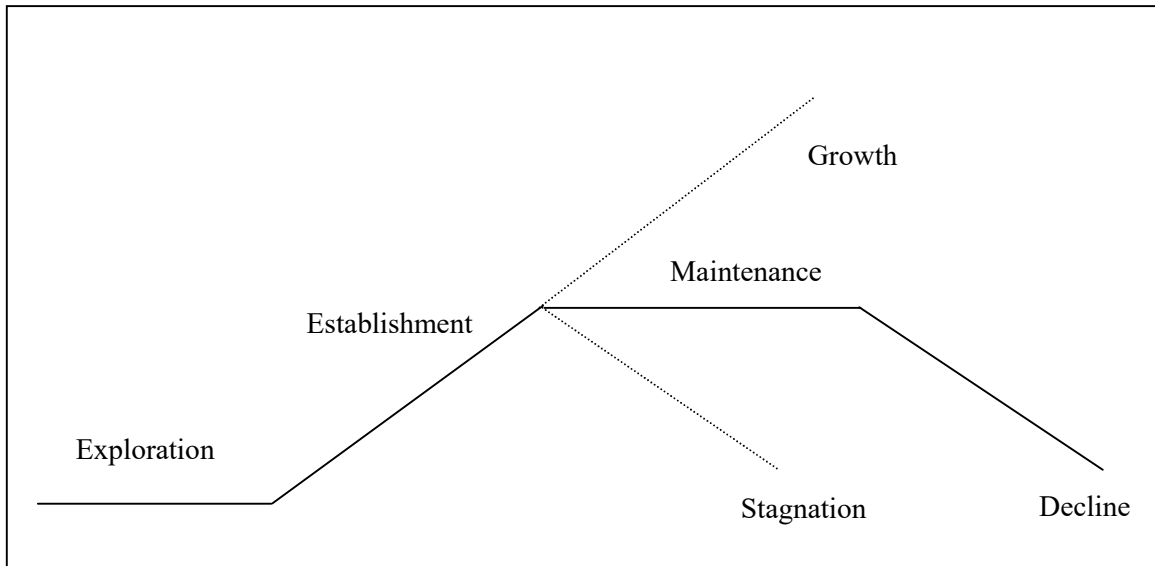 Growth
Maintenance
Establishment
Exploration
Stagnation
Decline